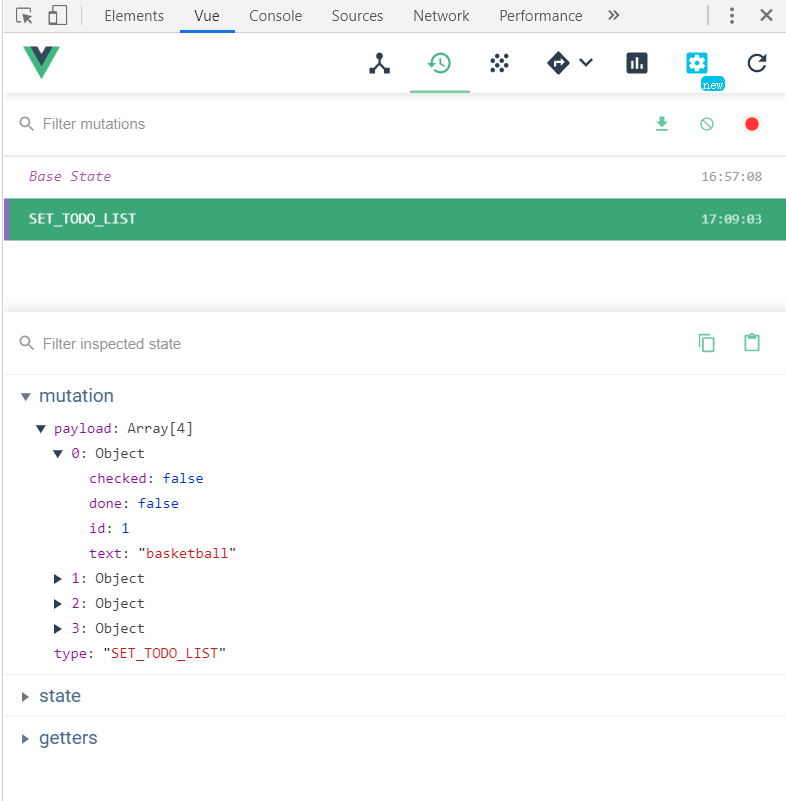 Elements Vue Console Sources Network Performance »
new
Filter mutations
Base State 16:57:08
SET_TODO_LIST 17:09:03
Filter inspected state
mutation
payload: Array[4]
0: Object
checked: false
done: false
id: 1
text: "basketball"
1: Object
2: Object
3: Object
type: "SET_TODO_LIST"
state
getters